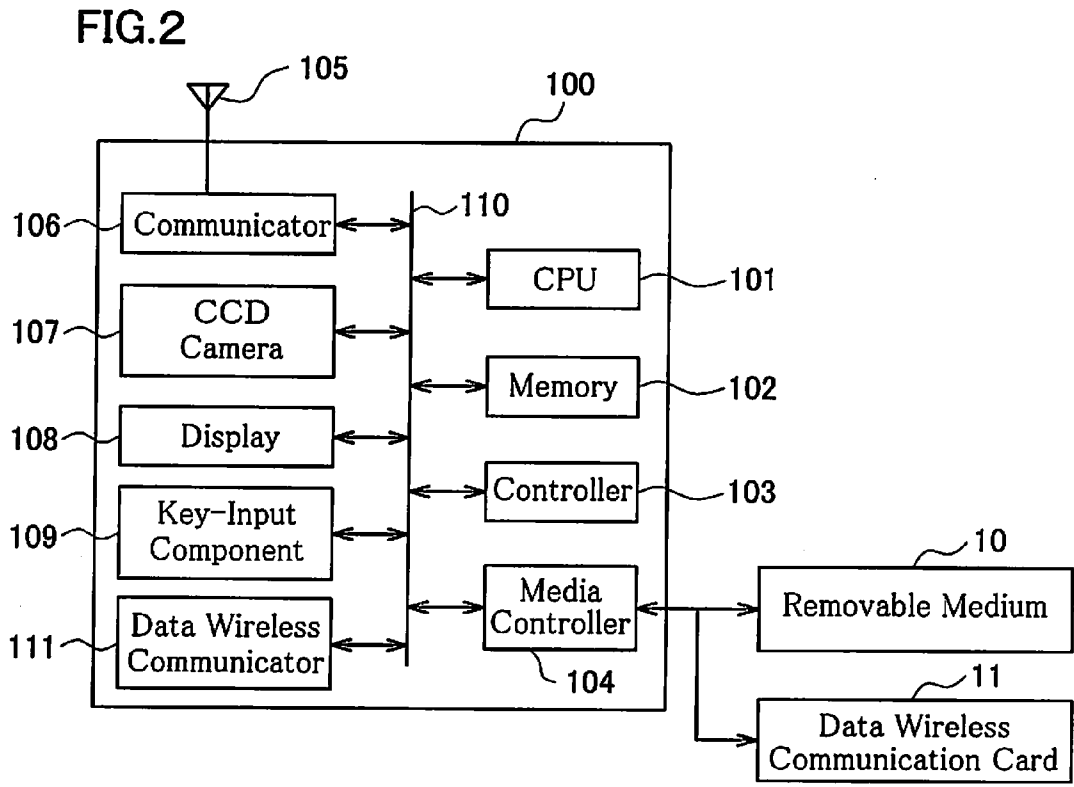 FIG.2
105
100
106
Communicator
110
CPU
101
107
CCD
Camera
Memory
102
108
Display
Controller
103
109
Key-Input
Component
Media
Controller
104
10
Removable Medium
111
Data Wireless
Communicator
11
Data Wireless
Communication Card